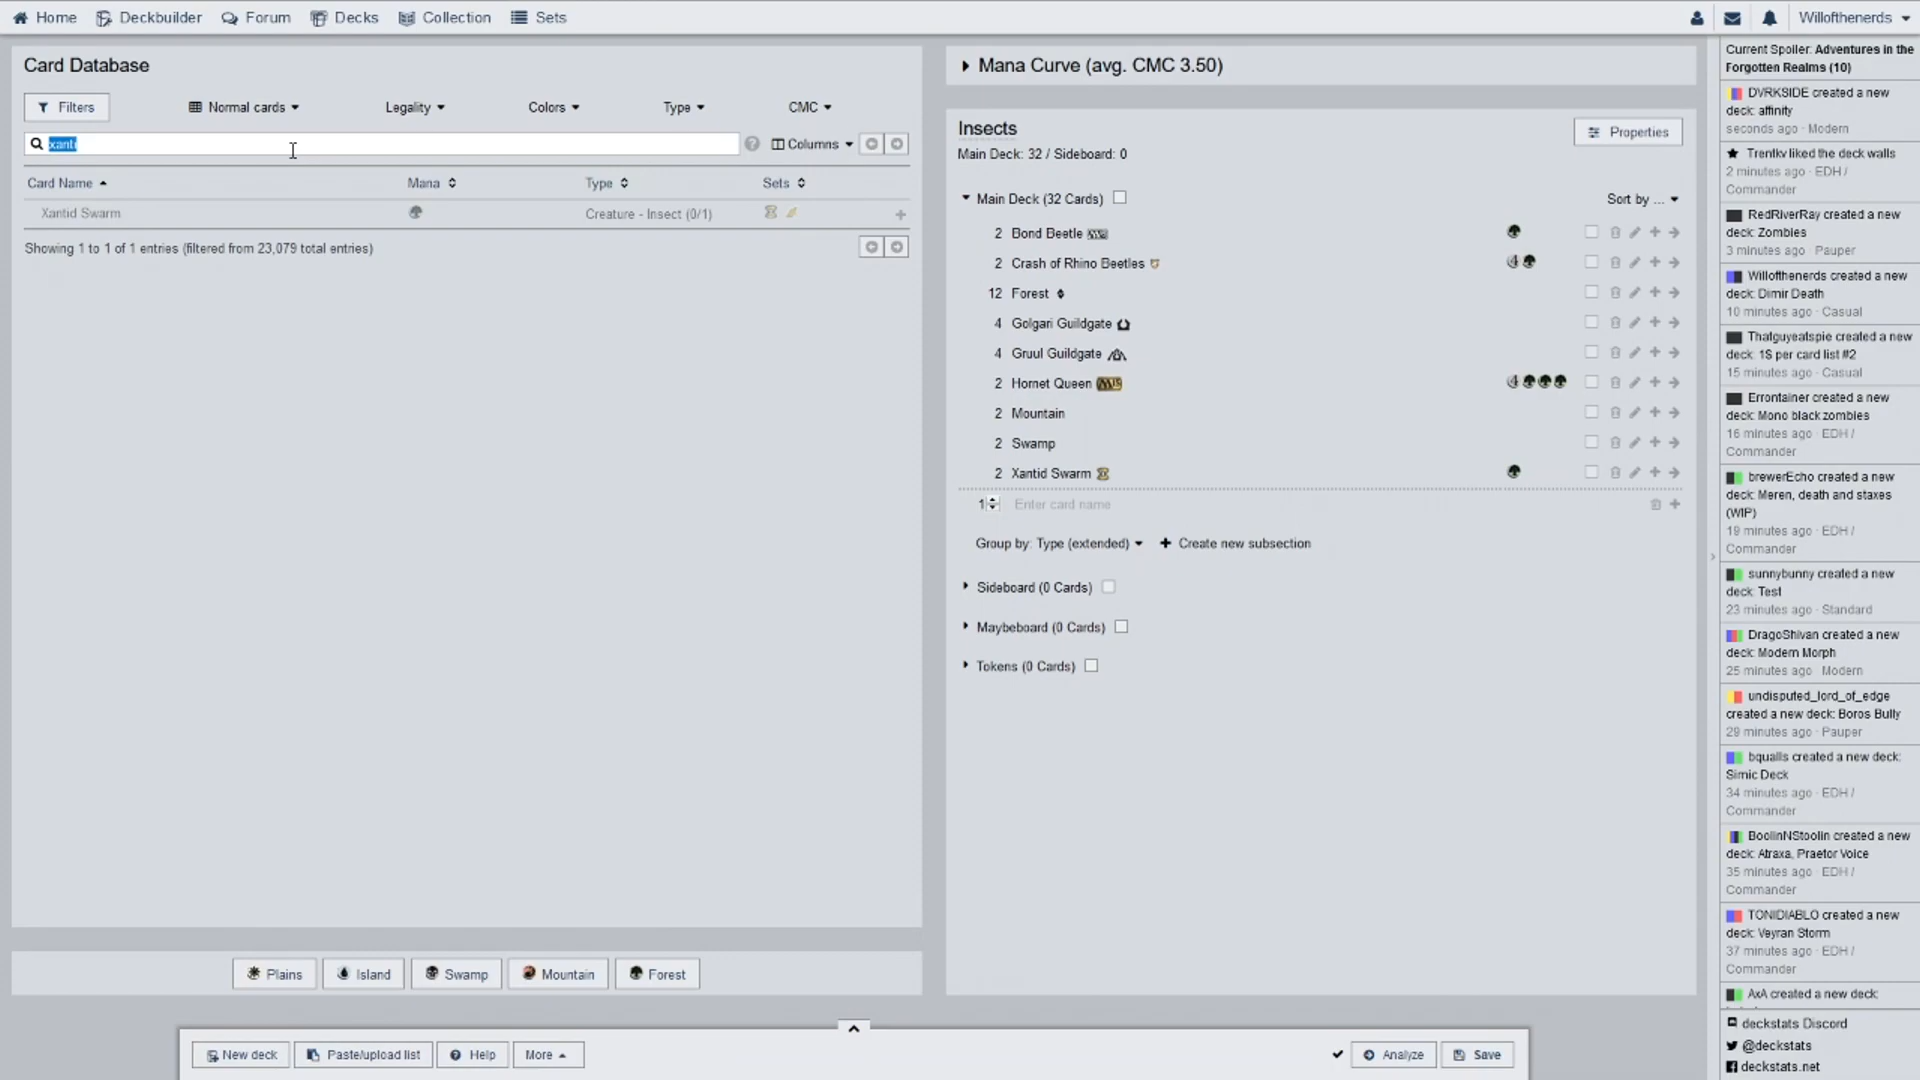 Home Deckbuilder Forum Decks Collection Sets Willofthenerds
Card Database
Filters Normal cards Legality Colors Type CMC
xanti
Columns
Card Name Mana Type Sets
Xantid Swarm Creature - Insect (0/1)
Showing 1 to 1 of 1 entries (filtered from 23,079 total entries)
Plains Island Swamp Mountain Forest
Mana Curve (avg. CMC 3.50)
Insects
Properties
Main Deck: 32 / Sideboard: 0
Main Deck (32 Cards) Sort by ...
2 Bond Beetle
2 Crash of Rhino Beetles
12 Forest
4 Golgari Guildgate
4 Gruul Guildgate
2 Hornet Queen
2 Mountain
2 Swamp
2 Xantid Swarm
1 Enter card name
Group by: Type (extended) Create new subsection
Sideboard (0 Cards)
Maybeboard (0 Cards)
Tokens (0 Cards)
New deck Paste/upload list Help More Analyze Save
Current Spoiler: Adventures in the
Forgotten Realms (10)
DVRKSIDE created a new
deck: affinity
seconds ago · Modern
Trentkv liked the deck walls
2 minutes ago · EDH /
Commander
RedRiverRay created a new
deck: Zombies
3 minutes ago · Pauper
Willofthenerds created a new
deck: Dimir Death
10 minutes ago · Casual
Thatguyeatspie created a new
deck: 1$ per card list #2
15 minutes ago · Casual
Errontainer created a new
deck: Mono black zombies
16 minutes ago · EDH /
Commander
brewerEcho created a new
deck: Meren, death and staxes
(WIP)
19 minutes ago · EDH /
Commander
sunnybunny created a new
deck: Test
23 minutes ago · Standard
DragoShivan created a new
deck: Modern Morph
25 minutes ago · Modern
undisputed_lord_of_edge
created a new deck: Boros Bully
29 minutes ago · Pauper
bqualls created a new deck:
Simic Deck
34 minutes ago · EDH /
Commander
BoolinNStoolin created a new
deck: Atraxa, Praetor Voice
35 minutes ago · EDH /
Commander
TONIDIABLO created a new
deck: Veyran Storm
37 minutes ago · EDH /
Commander
AxA created a new deck:
deckstats Discord
@deckstats
deckstats.net